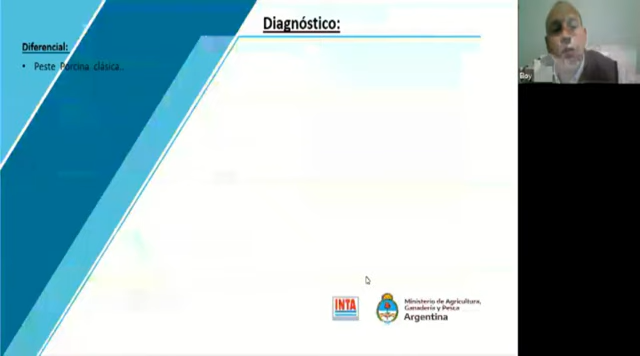 Diagnóstico:
Diferencial:
• Peste Porcina clásica.
INTA
Ministerio de Agricultura,
Ganadería y Pesca
Argentina